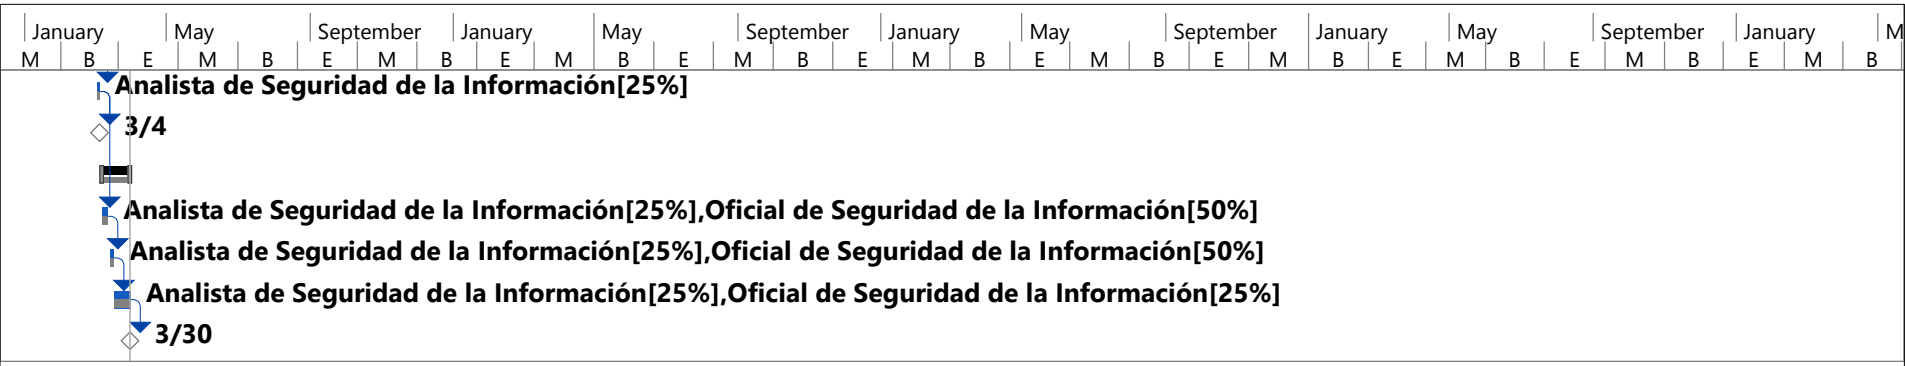 January May September January May September January May September January May September January M
M B E M B E M B E M B E M B E M B E M B E M B E M B E M B E M B
Analista de Seguridad de la Información[25%]
3/4
Analista de Seguridad de la Información[25%],Oficial de Seguridad de la Información[50%]
Analista de Seguridad de la Información[25%],Oficial de Seguridad de la Información[50%]
Analista de Seguridad de la Información[25%],Oficial de Seguridad de la Información[25%]
3/30